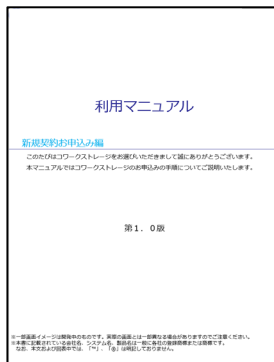 利用マニュアル
新規契約お申込み編
このたびはコワークストレージをお選びいただきまして誠にありがとうございます。
本マニュアルではコワークストレージのお申込みの手順についてご説明いたします。
第1.0版
※一部画面イメージは開発中のものです。実際の画面とは一部異なる場合がありますのでご注意ください。
※本書に記載されている会社名、システム名、製品名は一般に各社の登録商標または商標です。
なお、本文および図表中では、「™」、「®」は明記しておりません。